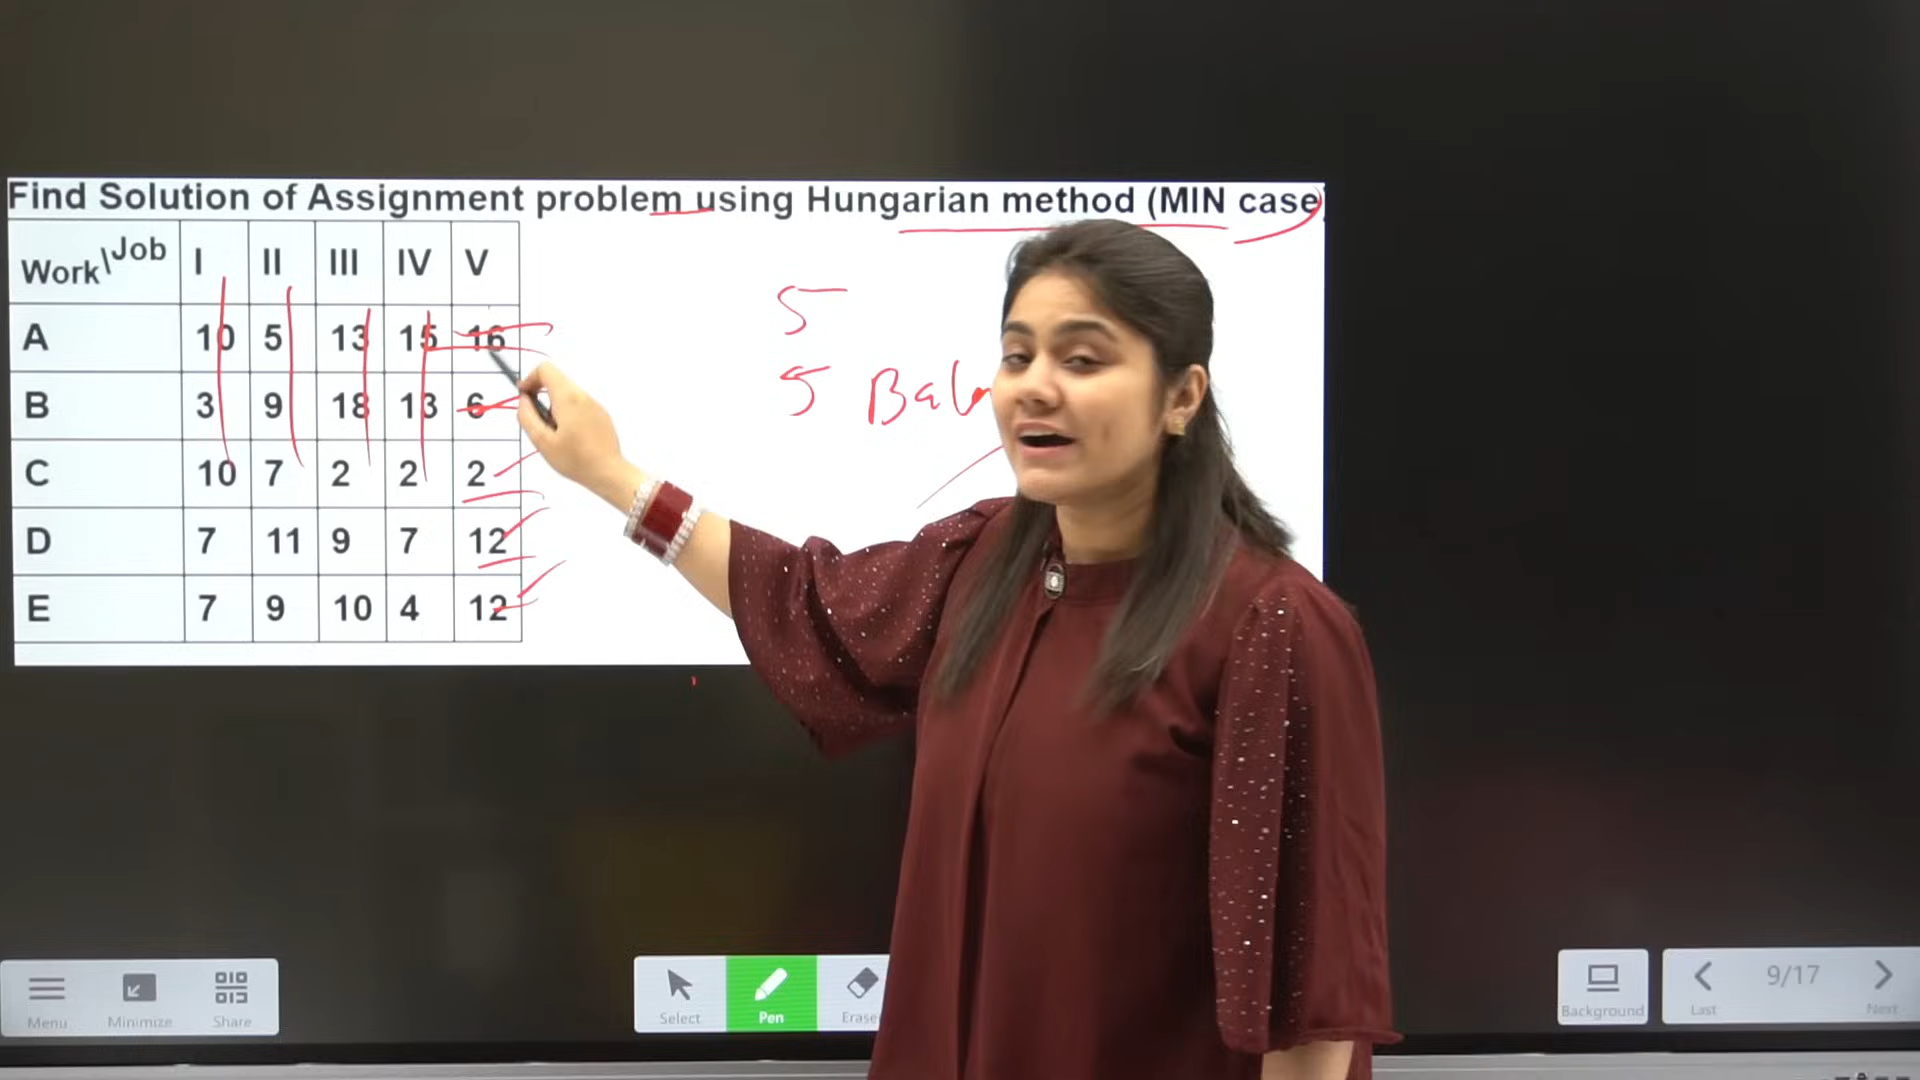 Find Solution of Assignment problem using Hungarian method (MIN case)
Work\Job I II III IV V
A 10 5 13 15 16
B 3 9 18 13 6
C 10 7 2 2 2
D 7 11 9 7 12
E 7 9 10 4 12
5
5
Menu Minimize Share
Select Pen
Background
9/17
Last Next